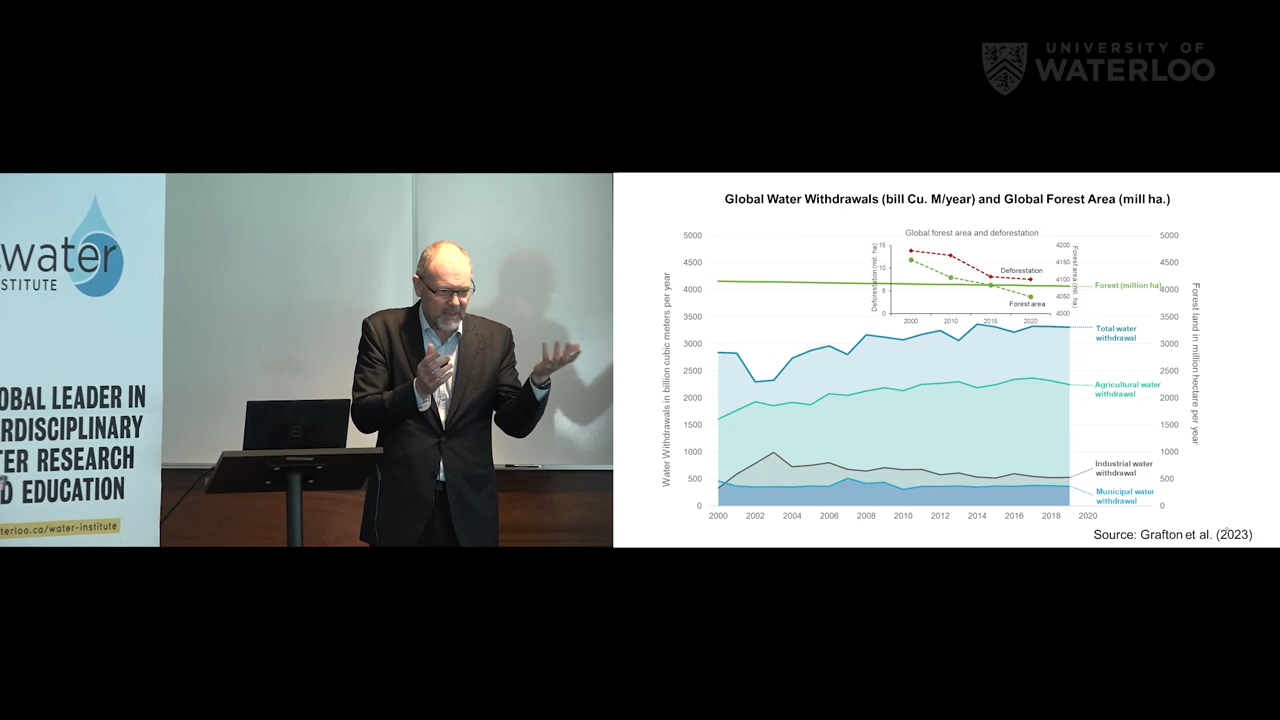 UNIVERSITY OF
WATERLOO
water
STITUTE
OBAL LEADER IN
RDISCIPLINARY
TER RESEARCH
D EDUCATION
terloo.ca/water-institute
DELL
Global Water Withdrawals (bill Cu. M/year) and Global Forest Area (mill ha.)
Global forest area and deforestation
Water Withdrawals in billion cubic meters per year
5000
4500
4000
3500
3000
2500
2000
1500
1000
500
0
Deforestation (mil. ha)
15
10
5
0
4200
4150
4100
4050
4000
Forest area (mil. ha)
Deforestation
Forest area
2000 2010 2015 2020
Forest (million ha)
Total water
withdrawal
Agricultural water
withdrawal
Industrial water
withdrawal
Municipal water
withdrawal
5000
4500
4000
3500
3000
2500
2000
1500
1000
500
0
Forest land in million hectare per year
2000 2002 2004 2006 2008 2010 2012 2014 2016 2018 2020
Source: Grafton et al. (2023)